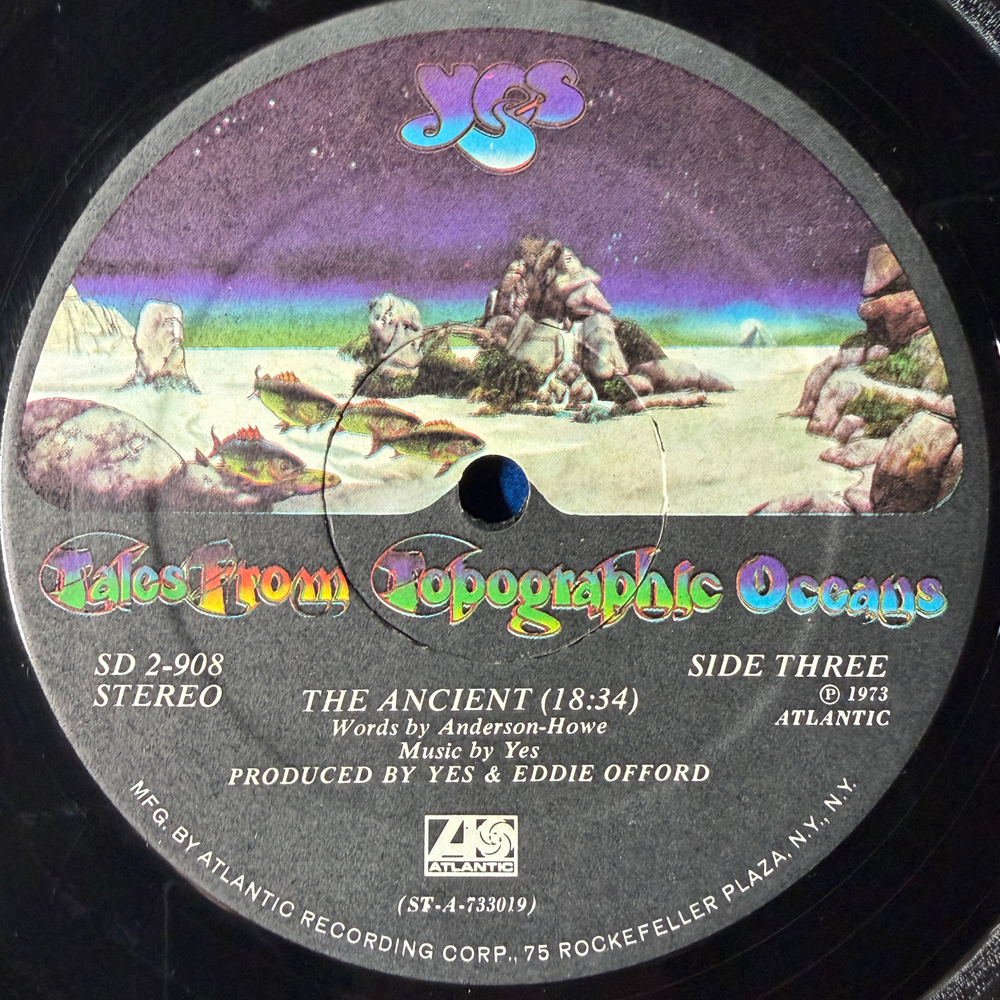 yes
Tales From Topographic Oceans
SD 2-908
STEREO
SIDE THREE
℗ 1973
ATLANTIC
THE ANCIENT (18:34)
Words by Anderson-Howe
Music by Yes
PRODUCED BY YES & EDDIE OFFORD
ATLANTIC
(ST-A-733019)
MFG. BY ATLANTIC RECORDING CORP., 75 ROCKEFELLER PLAZA, N.Y., N.Y.